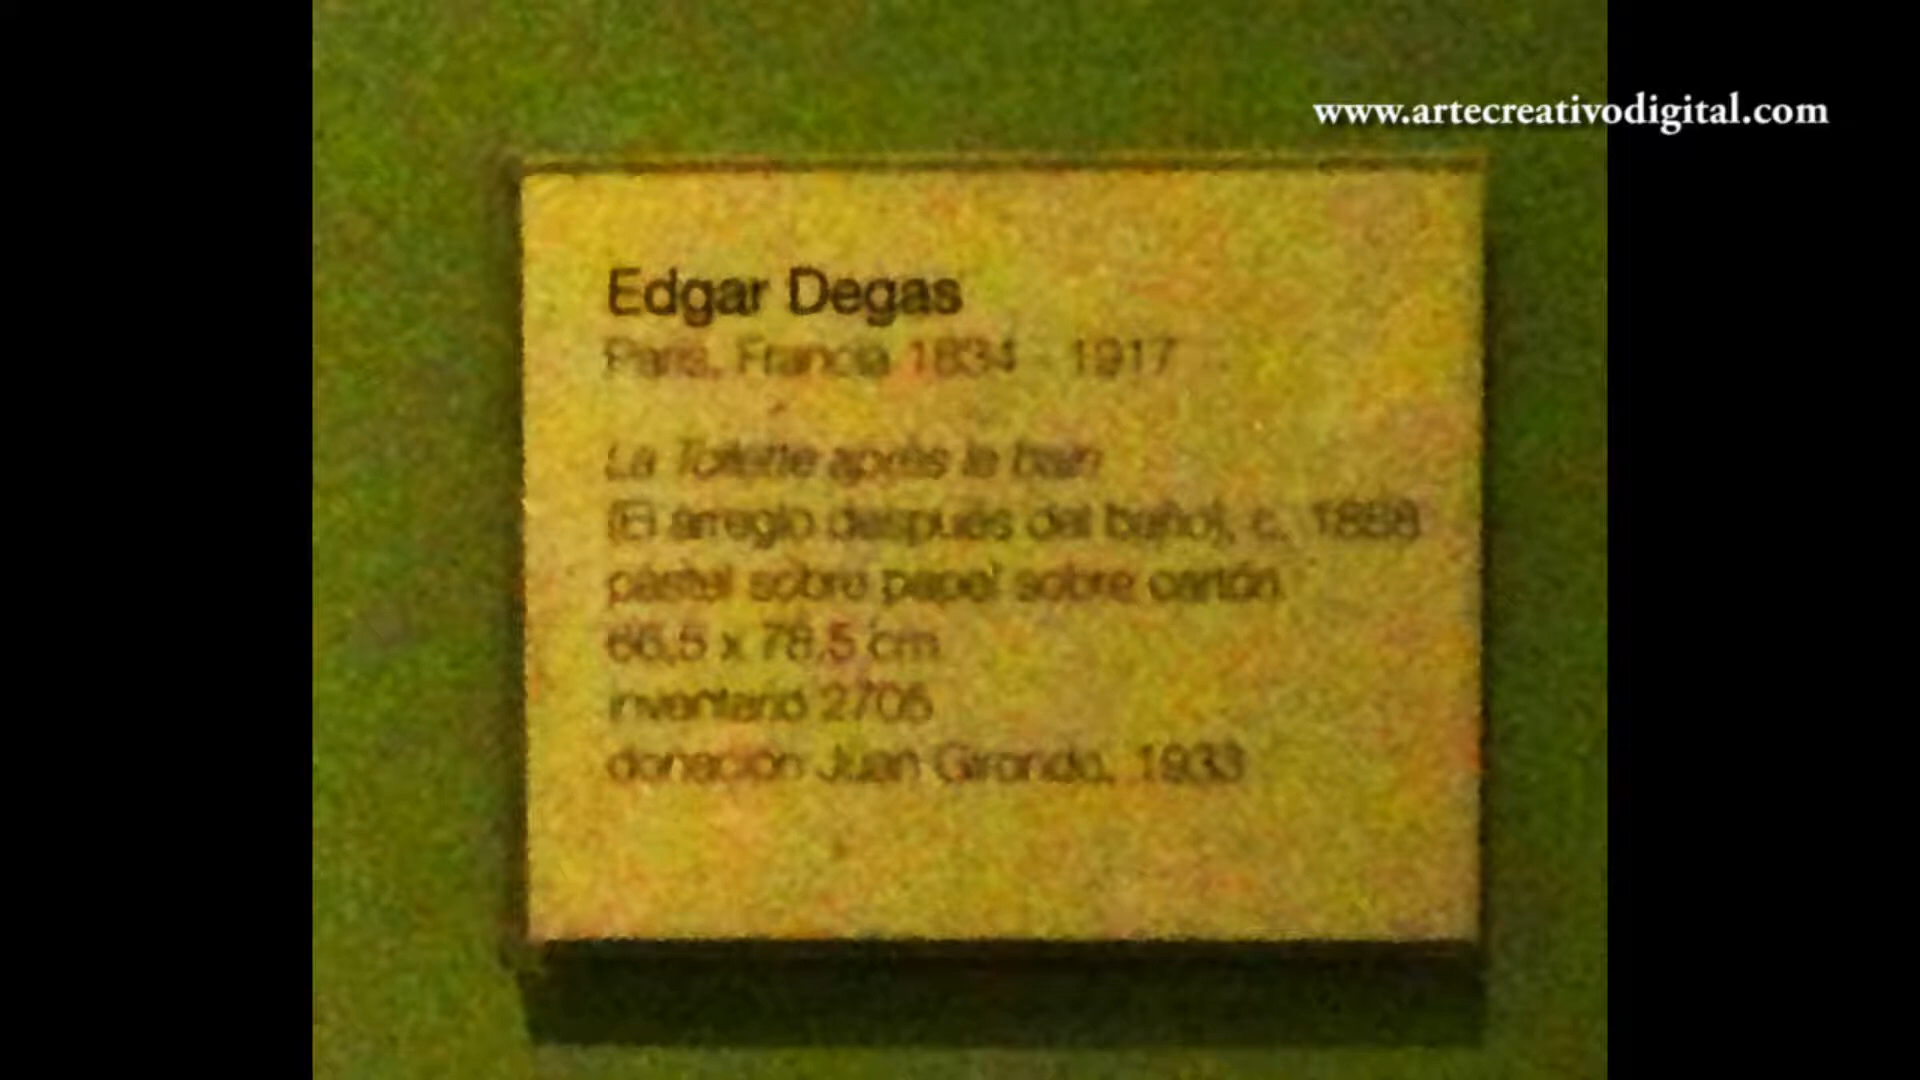 www.artecreativodigital.com
Edgar Degas
París, Francia 1834 - 1917
La Toilette après le bain
(El arreglo después del baño), c. 1888
pastel sobre papel sobre cartón
66,5 x 78,5 cm
inventario 2705
donación Juan Girondo, 1933